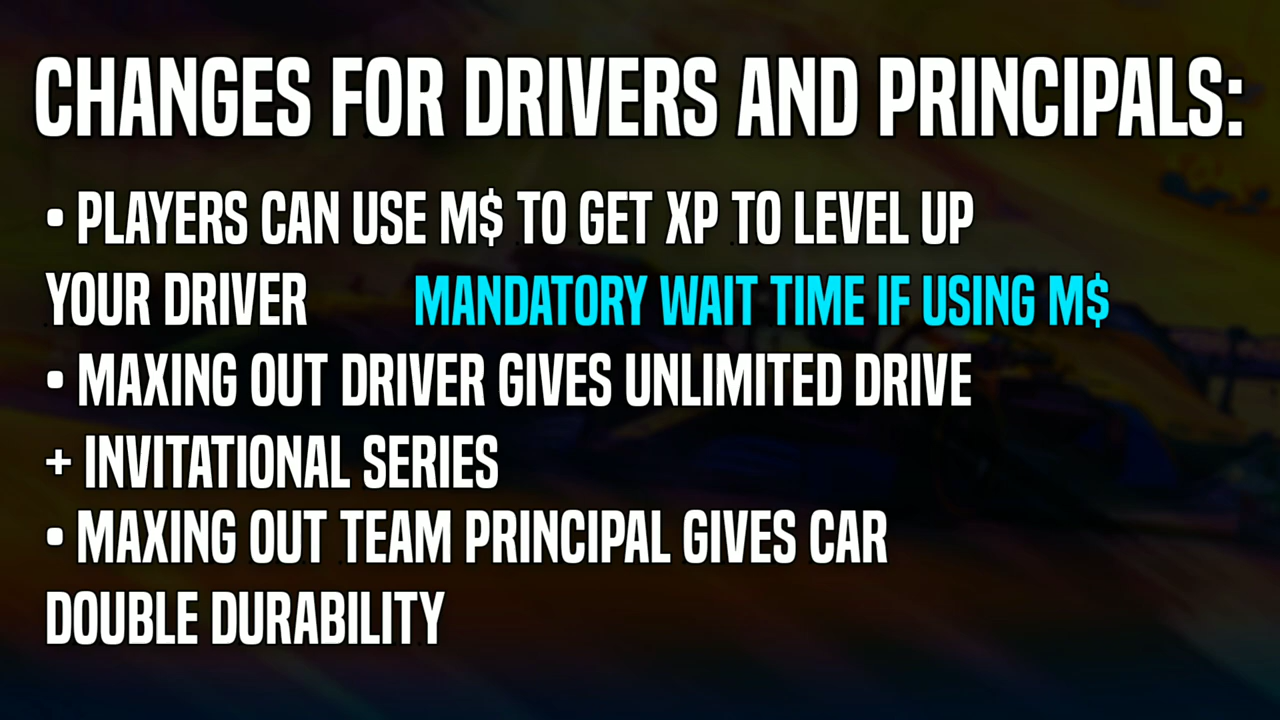 CHANGES FOR DRIVERS AND PRINCIPALS:
• PLAYERS CAN USE M$ TO GET XP TO LEVEL UP
YOUR DRIVER MANDATORY WAIT TIME IF USING M$
• MAXING OUT DRIVER GIVES UNLIMITED DRIVE
+ INVITATIONAL SERIES
• MAXING OUT TEAM PRINCIPAL GIVES CAR
DOUBLE DURABILITY